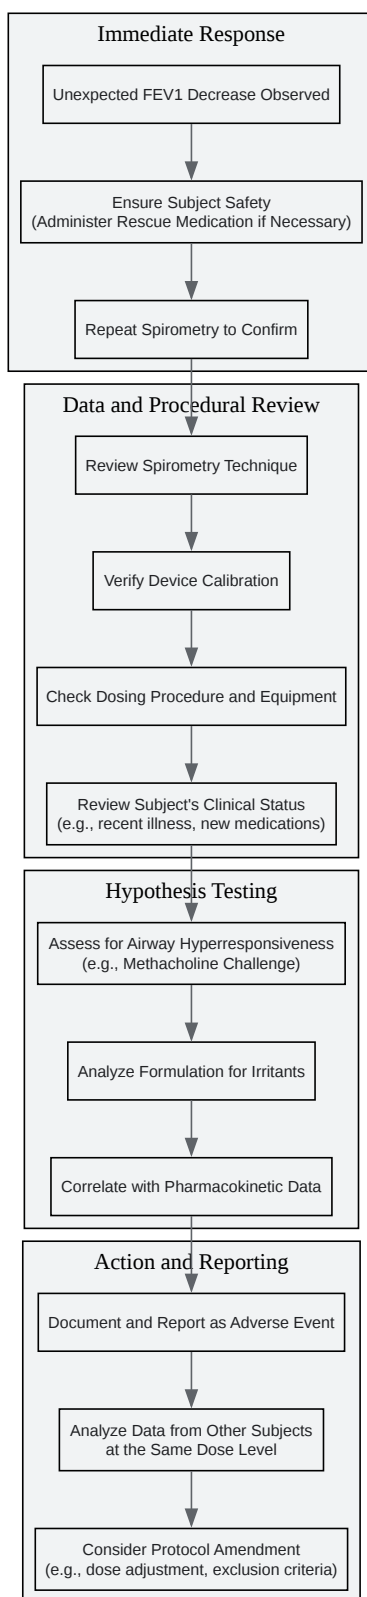 Immediate Response
Unexpected FEV1 Decrease Observed
Ensure Subject Safety
(Administer Rescue Medication if Necessary)
Repeat Spirometry to Confirm
Data and Procedural Review
Review Spirometry Technique
Verify Device Calibration
Check Dosing Procedure and Equipment
Review Subject's Clinical Status
(e.g., recent illness, new medications)
Hypothesis Testing
Assess for Airway Hyperresponsiveness
(e.g., Methacholine Challenge)
Analyze Formulation for Irritants
Correlate with Pharmacokinetic Data
Action and Reporting
Document and Report as Adverse Event
Analyze Data from Other Subjects
at the Same Dose Level
Consider Protocol Amendment
(e.g., dose adjustment, exclusion criteria)